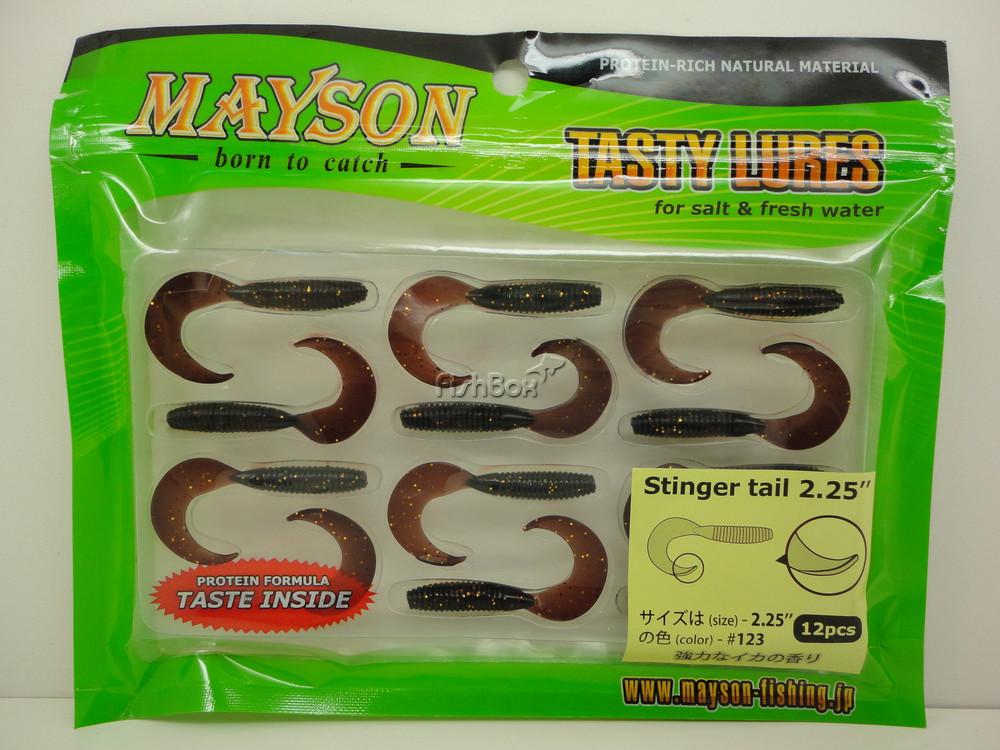 PROTEIN-RICH NATURAL MATERIAL
MAYSON
born to catch
TASTY LURES
for salt & fresh water
FishBox
PROTEIN FORMULA
TASTE INSIDE
Stinger tail 2.25"
サイズは (size) - 2.25"
の色 (color) - #123
12pcs
強力なイカの香り
www.mayson-fishing.jp